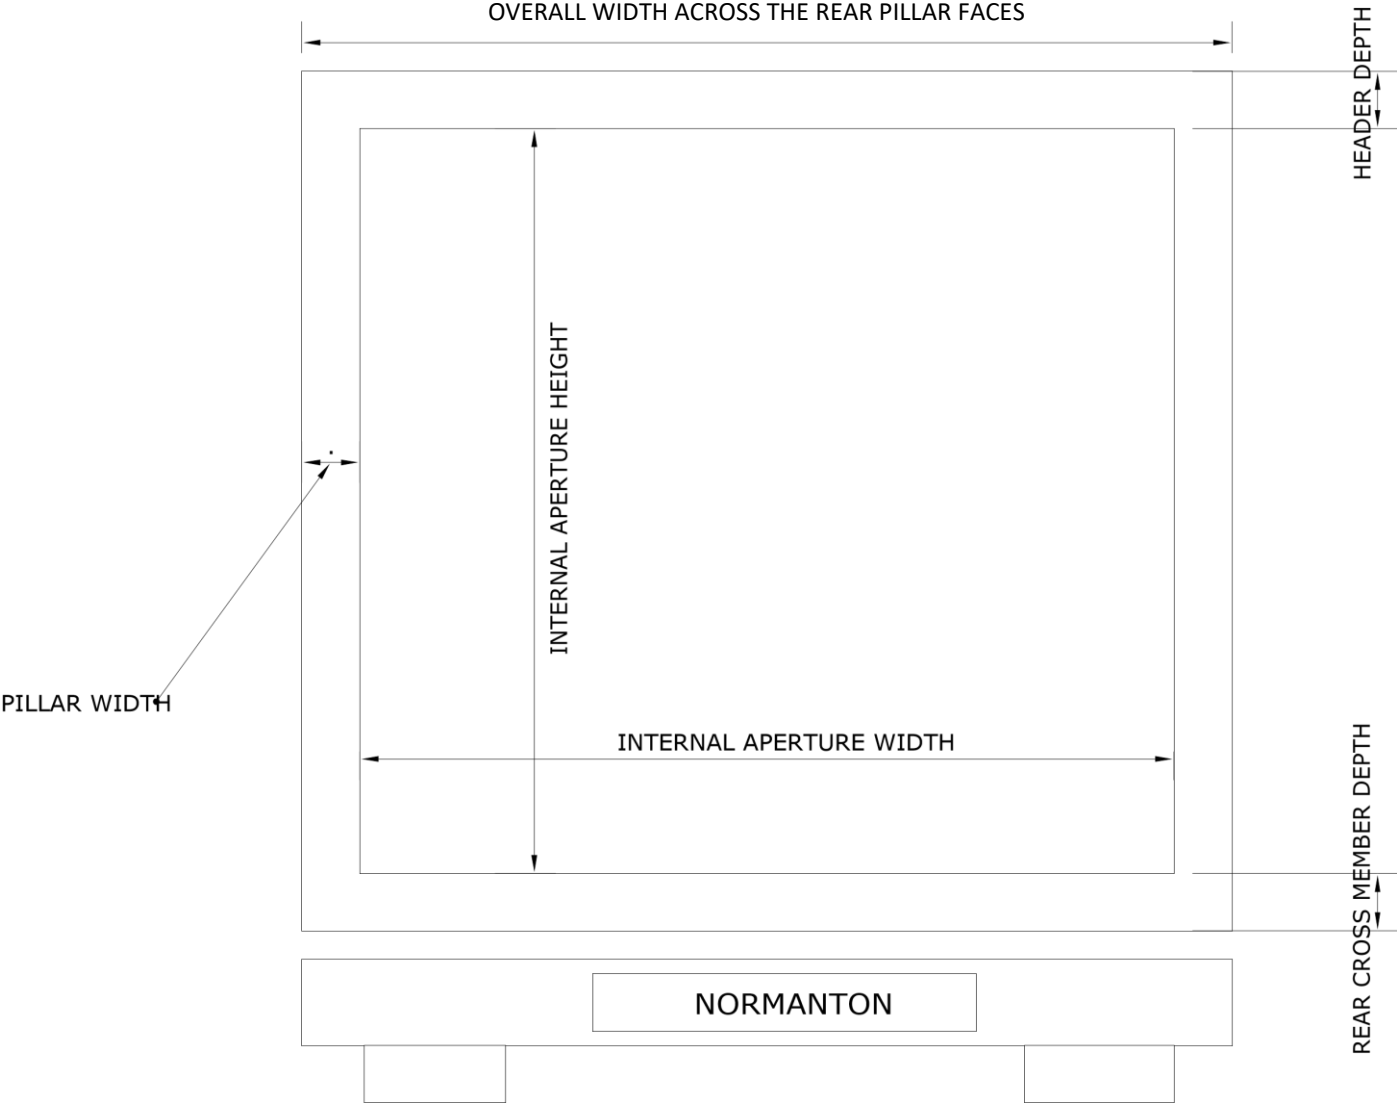 OVERALL WIDTH ACROSS THE REAR PILLAR FACES
HEADER DEPTH
INTERNAL APERTURE HEIGHT
PILLAR WIDTH
INTERNAL APERTURE WIDTH
REAR CROSS MEMBER DEPTH
NORMANTON